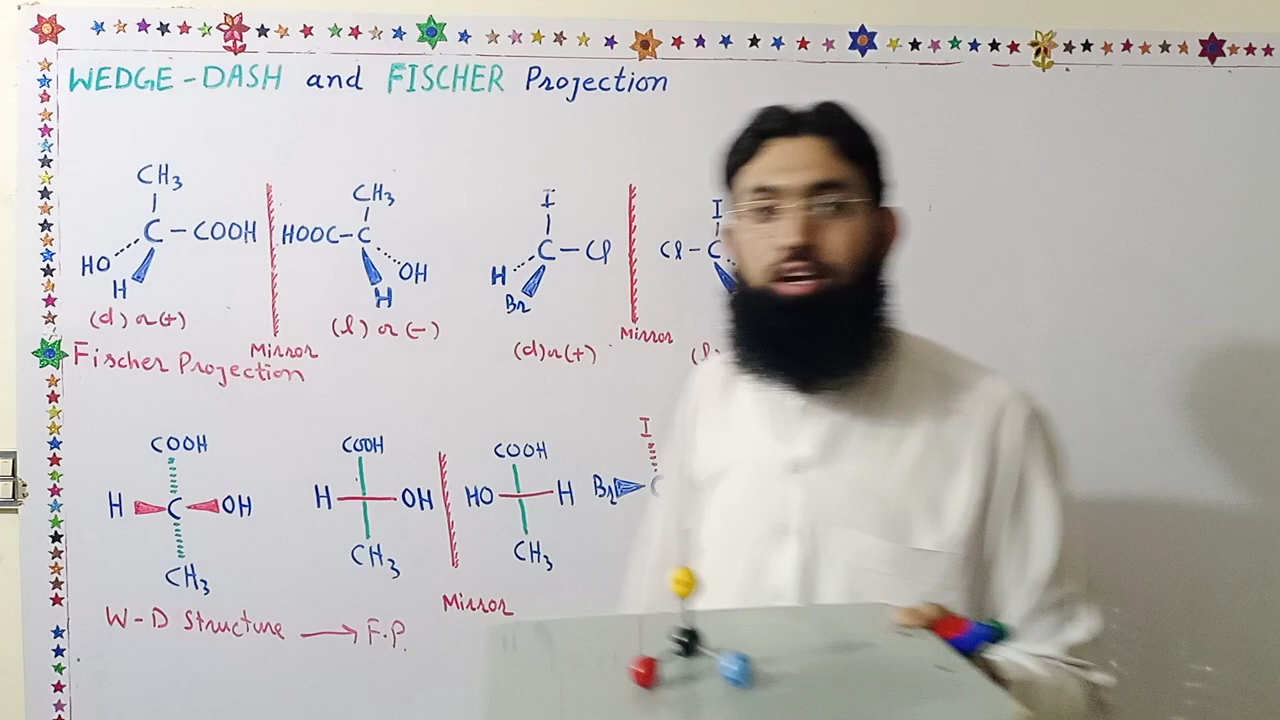 WEDGE-DASH and FISCHER Projection
CH3
C-COOH
HO
H
(d) or (+)
Mirror
CH3
HOOC-C
OH
H
(l) or (-)
I
C-Cl
H
Br
(d) or (+)
Mirror
I
Cl-C
(l
Fischer Projection
COOH
H C OH
CH3
COOH
H OH
CH3
Mirror
COOH
HO H
CH3
I
Br C
W-D Structure → F.P.